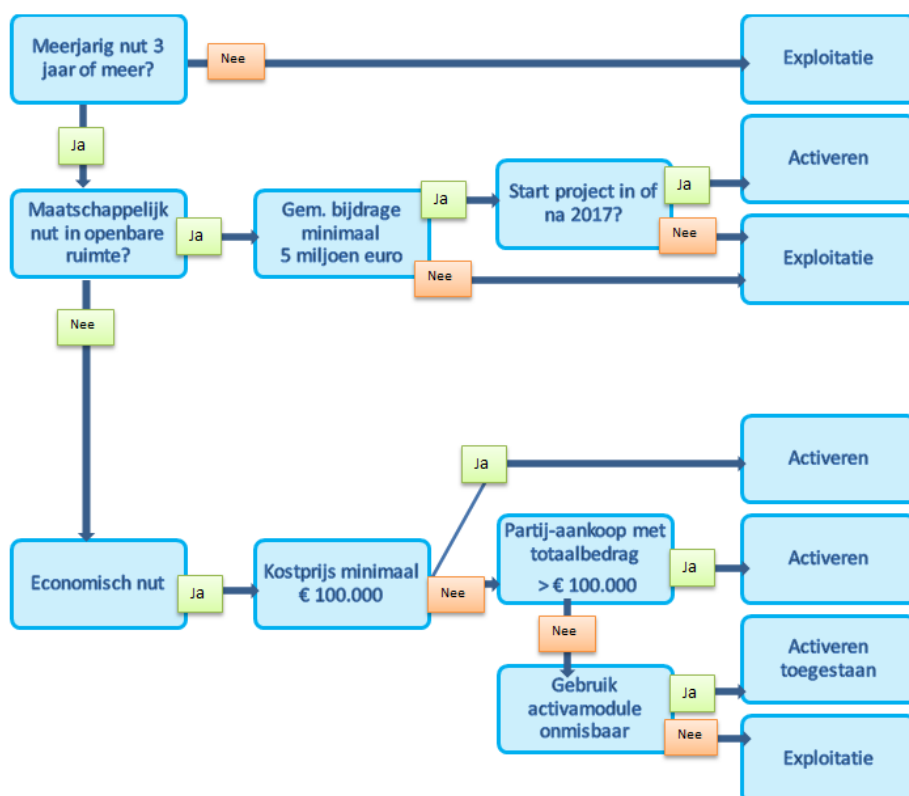 Meerjarig nut 3
jaar of meer?
Nee
Exploitatie
Ja
Maatschappelijk
nut in openbare
ruimte?
Ja
Gem. bijdrage
minimaal
5 miljoen euro
Ja
Start project in of
na 2017?
Ja
Activeren
Nee
Exploitatie
Nee
Nee
Economisch nut
Ja
Kostprijs minimaal
€ 100.000
Ja
Activeren
Nee
Partij-aankoop met
totaalbedrag
> € 100.000
Ja
Activeren
Nee
Gebruik
activamodule
onmisbaar
Ja
Activeren
toegestaan
Nee
Exploitatie